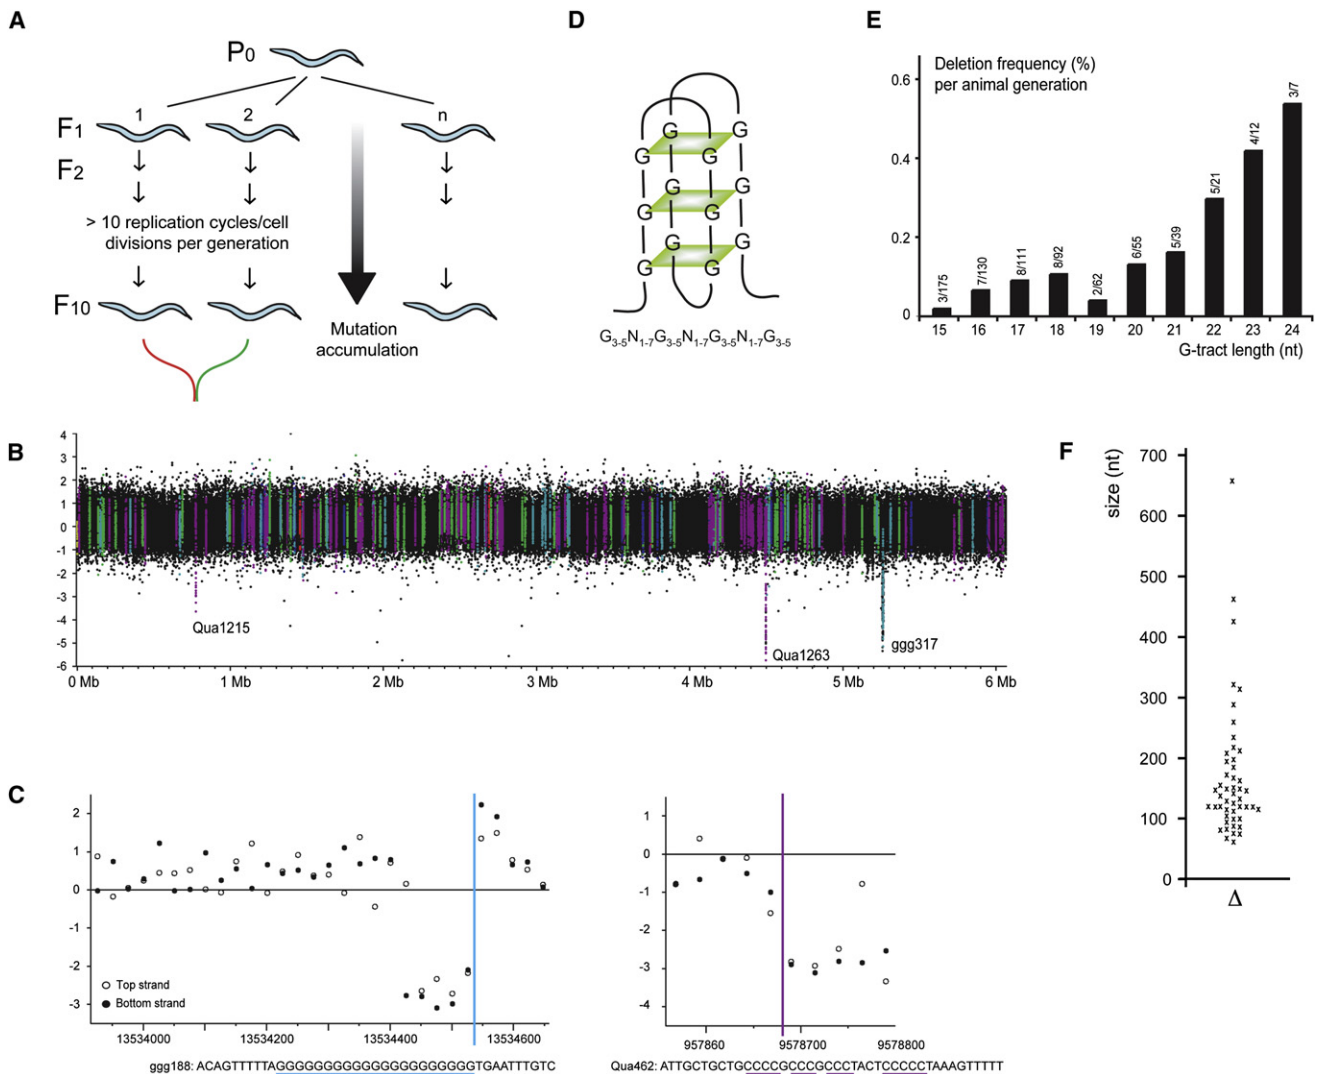 A
P0
F1
1
2
n
F2
> 10 replication cycles/cell
divisions per generation
F10
Mutation
accumulation
D
G
G
G
G
G
G
G
G
G
G
G
G
G3-5N1-7G3-5N1-7G3-5N1-7G3-5
E
Deletion frequency (%)
per animal generation
0.6
0.4
0.2
0
3/175
7/130
8/111
8/92
2/62
6/55
5/39
5/21
4/12
3/7
15 16 17 18 19 20 21 22 23 24
G-tract length (nt)
B
4
3
2
1
0
-1
-2
-3
-4
-5
-6
Qua1215
Qua1263
ggg317
0 Mb 1 Mb 2 Mb 3 Mb 4 Mb 5 Mb 6 Mb
F
size (nt)
700
600
500
400
300
200
100
0
Δ
C
2
1
0
-1
-2
-3
Top strand
Bottom strand
13534000 13534200 13534400 13534600
ggg188: ACAGTTTTTAGGGGGGGGGGGGGGGGGGGGGTGAATTTGTC
1
0
-1
-2
-3
-4
957860 9578700 9578800
Qua462: ATTGCTGCTGCCCCGCCCGCCCTACTCCCCCTAAAGTTTTT